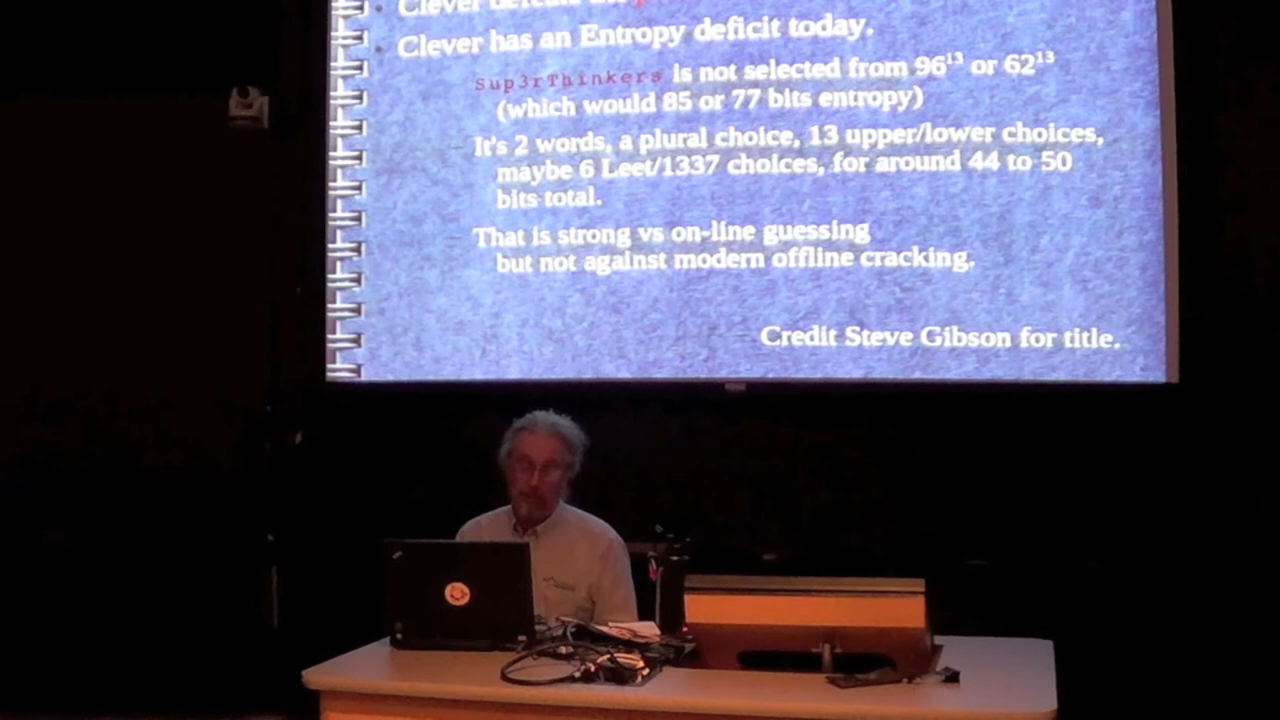 Clever defeats the
Clever has an Entropy deficit today.
Sup3rThinkers is not selected from 96¹³ or 62¹³
(which would 85 or 77 bits entropy)
It's 2 words, a plural choice, 13 upper/lower choices,
maybe 6 Leet/1337 choices, for around 44 to 50
bits total.
That is strong vs on-line guessing
but not against modern offline cracking.
Credit Steve Gibson for title.